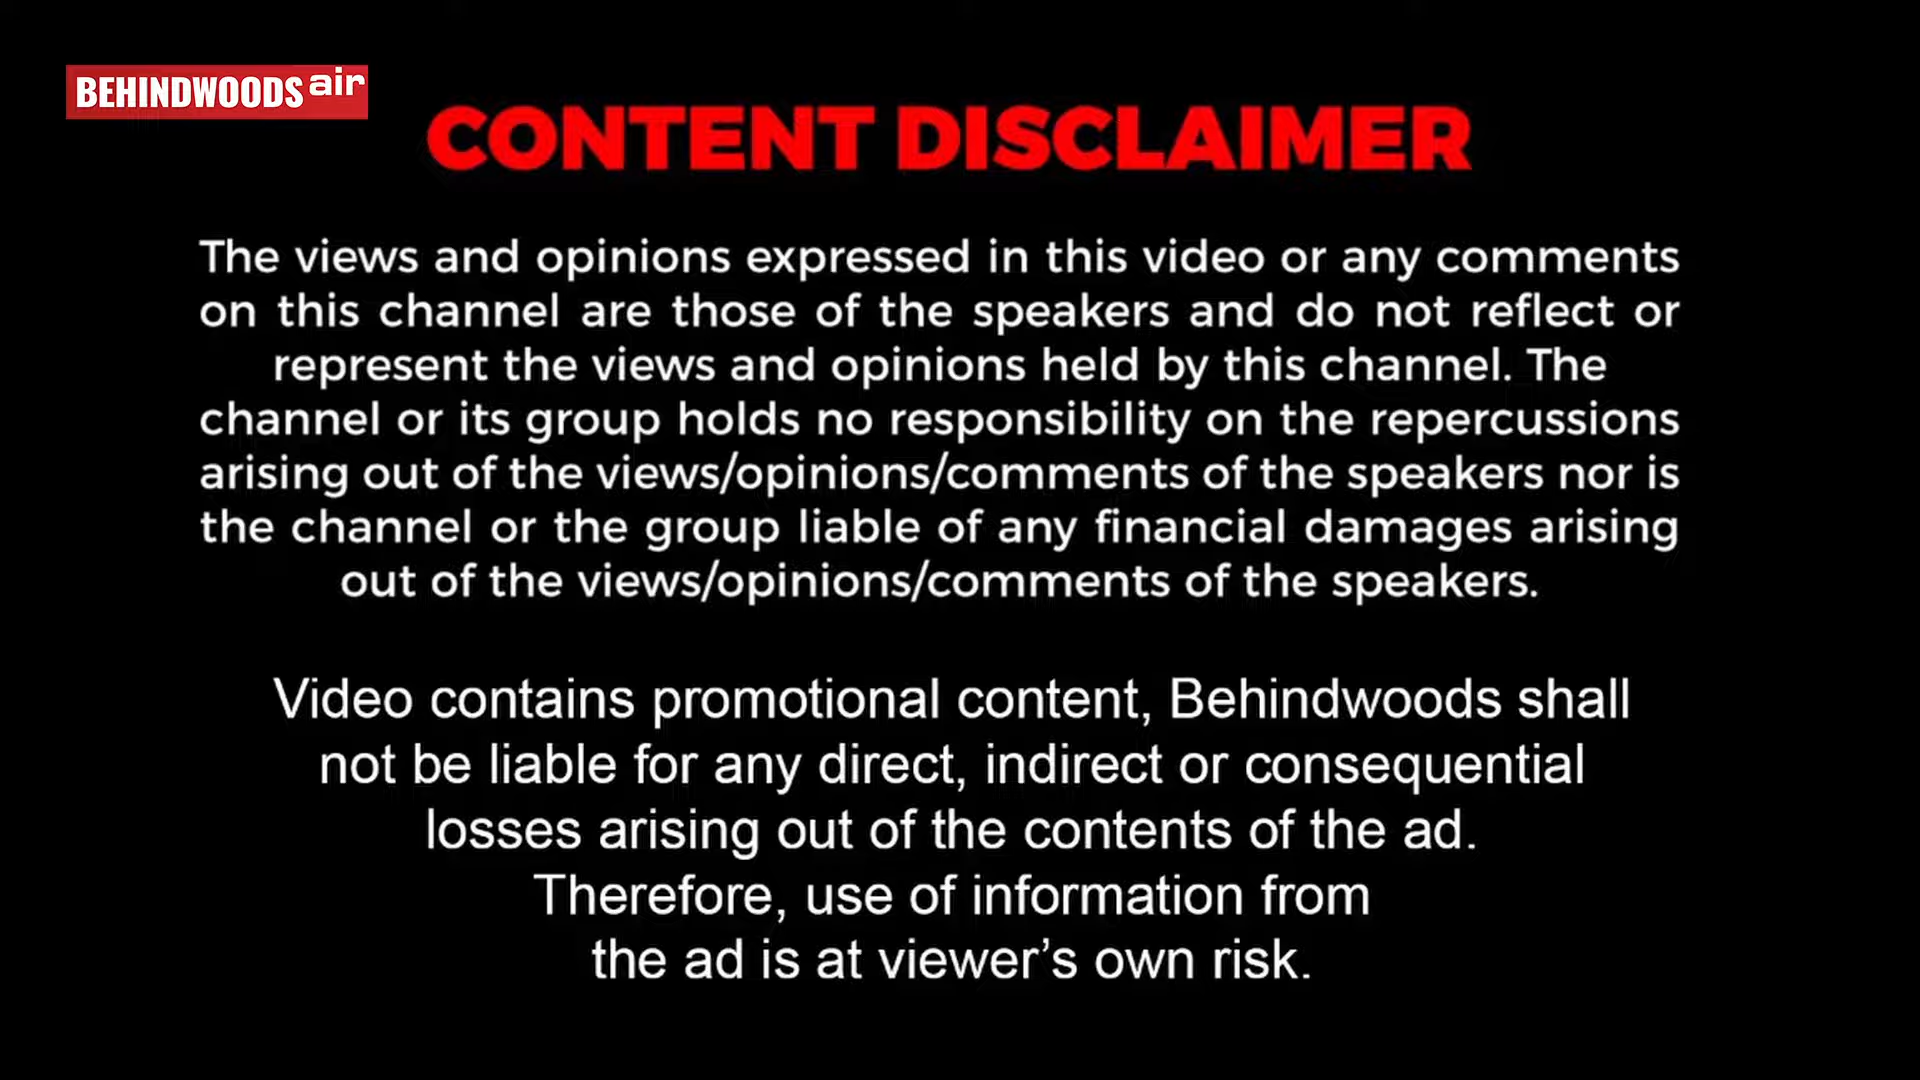 BEHINDWOODS air
CONTENT DISCLAIMER
The views and opinions expressed in this video or any comments
on this channel are those of the speakers and do not reflect or
represent the views and opinions held by this channel. The
channel or its group holds no responsibility on the repercussions
arising out of the views/opinions/comments of the speakers nor is
the channel or the group liable of any financial damages arising
out of the views/opinions/comments of the speakers.
Video contains promotional content, Behindwoods shall
not be liable for any direct, indirect or consequential
losses arising out of the contents of the ad.
Therefore, use of information from
the ad is at viewer’s own risk.